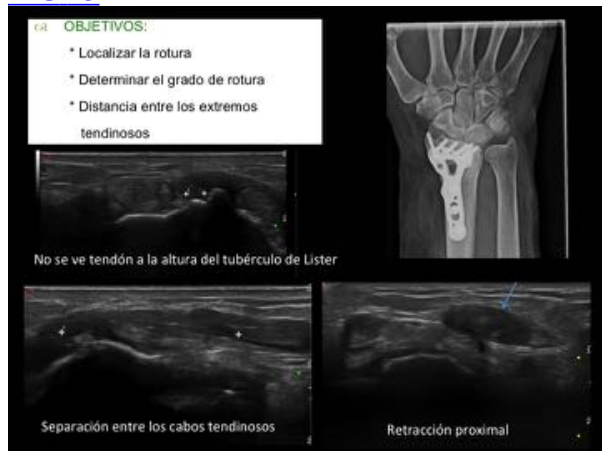 OBJETIVOS:
* Localizar la rotura
* Determinar el grado de rotura
* Distancia entre los extremos
tendinosos
No se ve tendón a la altura del tubérculo de Lister
Separación entre los cabos tendinosos
Retracción proximal